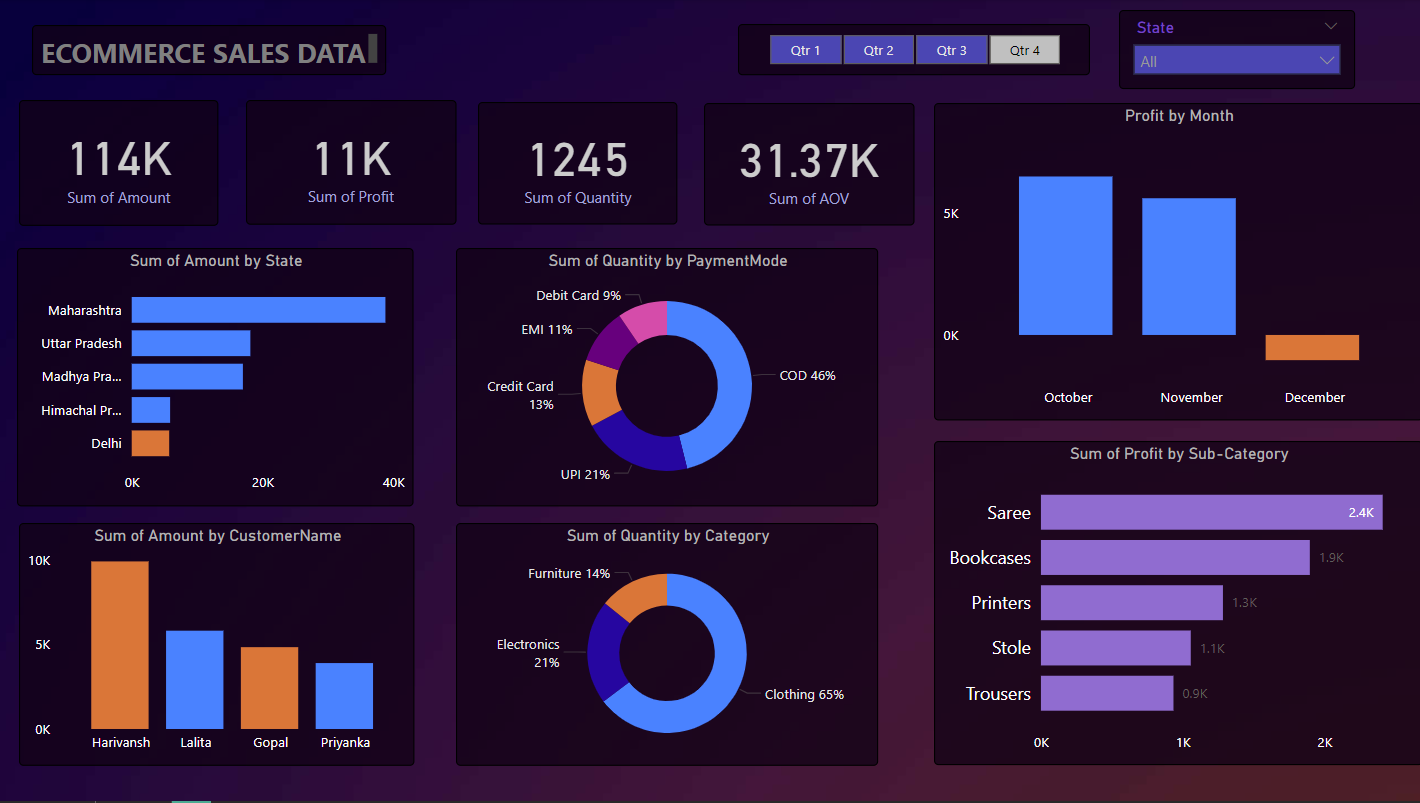 ECOMMERCE SALES DATA
Qtr 1
Qtr 2
Qtr 3
Qtr 4
State
All
114K
Sum of Amount
11K
Sum of Profit
1245
Sum of Quantity
31.37K
Sum of AOV
Profit by Month
5K
0K
October
November
December
Sum of Amount by State
Maharashtra
Uttar Pradesh
Madhya Pra...
Himachal Pr...
Delhi
0K
20K
40K
Sum of Quantity by PaymentMode
Debit Card 9%
EMI 11%
Credit Card
13%
UPI 21%
COD 46%
Sum of Profit by Sub-Category
Saree
2.4K
Bookcases
1.9K
Printers
1.3K
Stole
1.1K
Trousers
0.9K
0K
1K
2K
Sum of Amount by CustomerName
10K
5K
0K
Harivansh
Lalita
Gopal
Priyanka
Sum of Quantity by Category
Furniture 14%
Electronics
21%
Clothing 65%